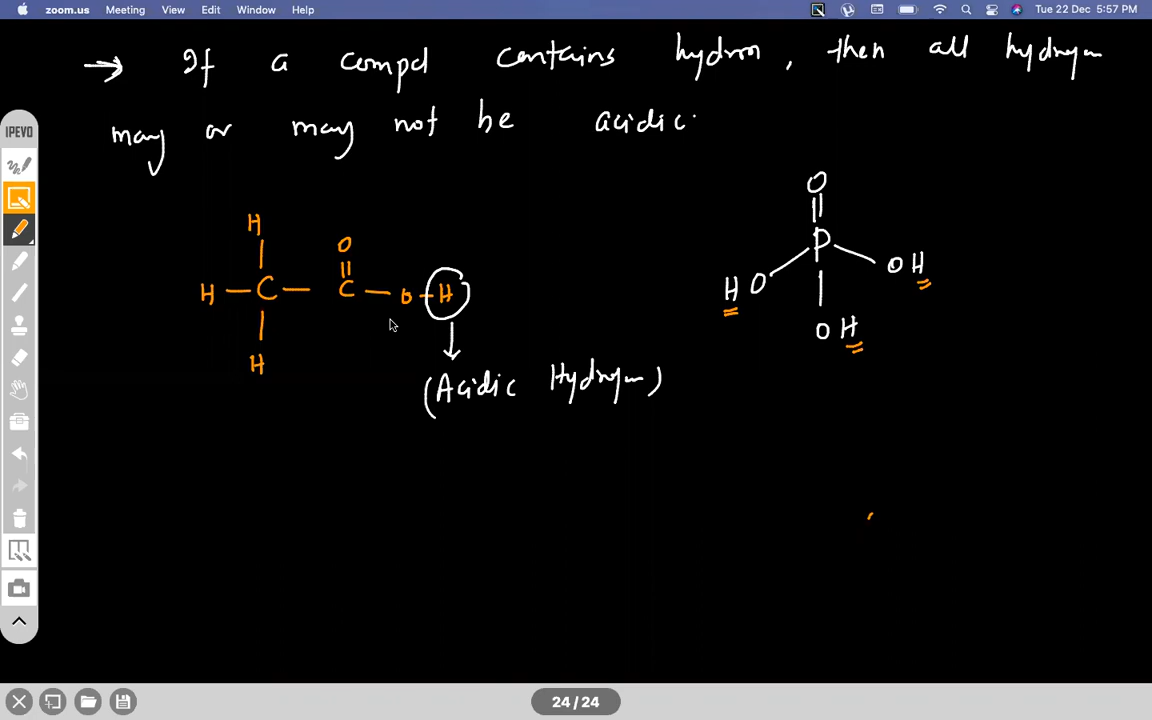 zoom.us Meeting View Edit Window Help Tue 22 Dec 5:57 PM
IPEVO
→ If a compd contains hydron, then all hydrogen
may or may not be acidic.
H
O
H — C — C — O — H
H
(Acidic Hydrogen)
O
P
HO OH
OH
24 / 24